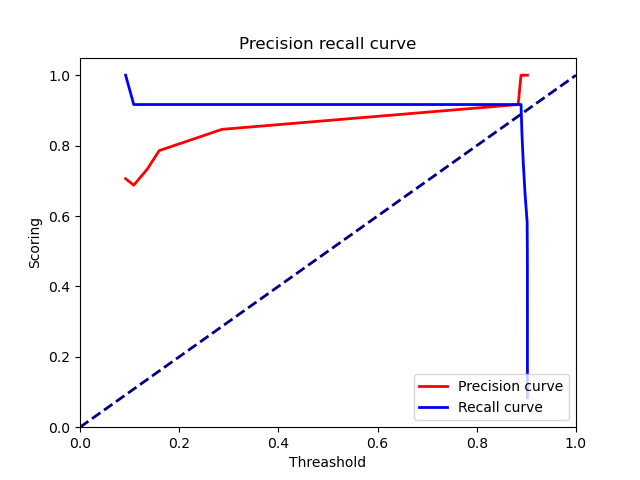 Precision recall curve
1.0
0.8
0.6
0.4
0.2
0.0
Scoring
Precision curve
Recall curve
0.0 0.2 0.4 0.6 0.8 1.0
Threashold